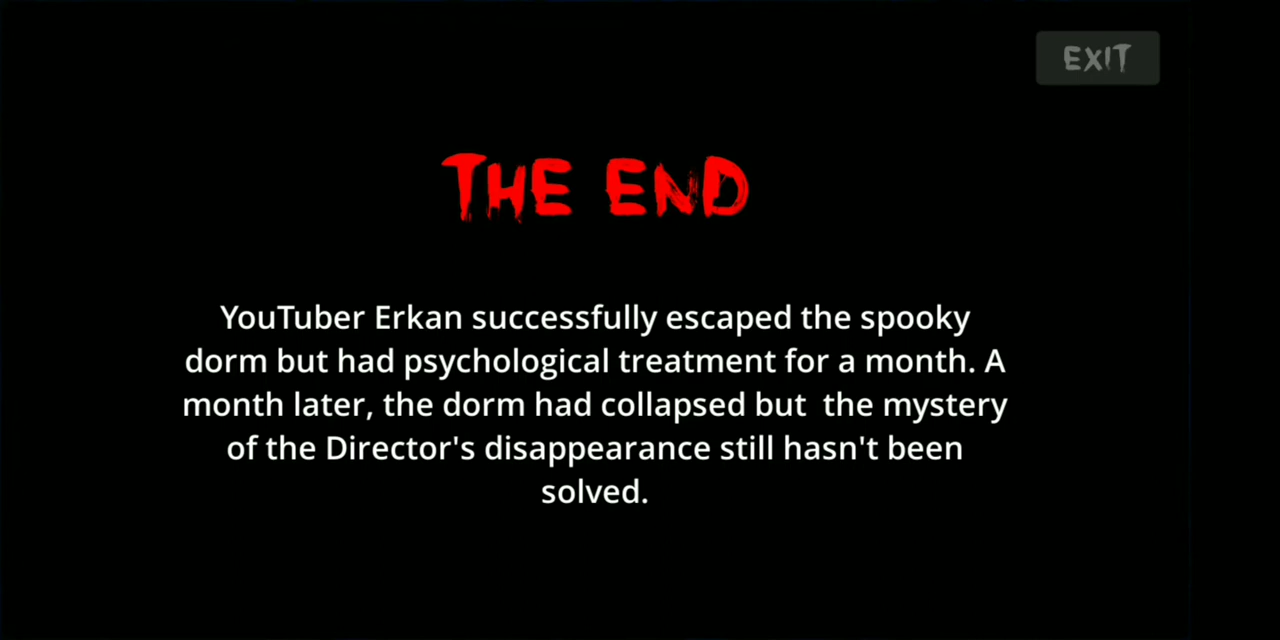 EXIT
THE END
YouTuber Erkan successfully escaped the spooky
dorm but had psychological treatment for a month. A
month later, the dorm had collapsed but  the mystery
of the Director's disappearance still hasn't been
solved.